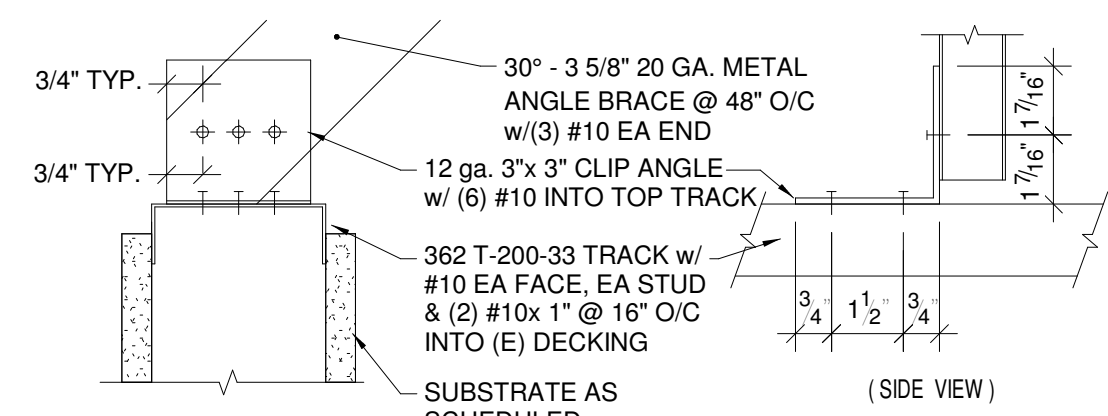 3/4" TYP.
3/4" TYP.
30° - 3 5/8" 20 GA. METAL
ANGLE BRACE @ 48" O/C
w/(3) #10 EA END
12 ga. 3"x 3" CLIP ANGLE
w/ (6) #10 INTO TOP TRACK
362 T-200-33 TRACK w/
#10 EA FACE, EA STUD
& (2) #10x 1" @ 16" O/C
INTO (E) DECKING
SUBSTRATE AS
SCHEDULED
1 7/16"
1 7/16"
3/4" 1 1/2" 3/4"
( SIDE VIEW )